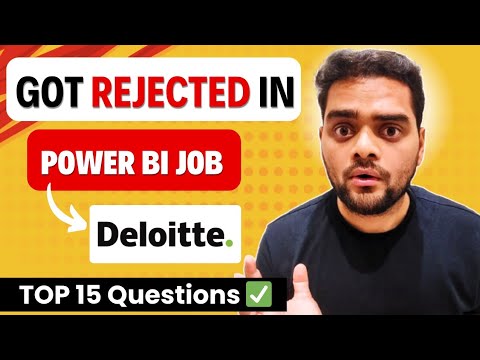 GOT REJECTED IN
POWER BI JOB
Deloitte.
TOP 15 Questions ✅